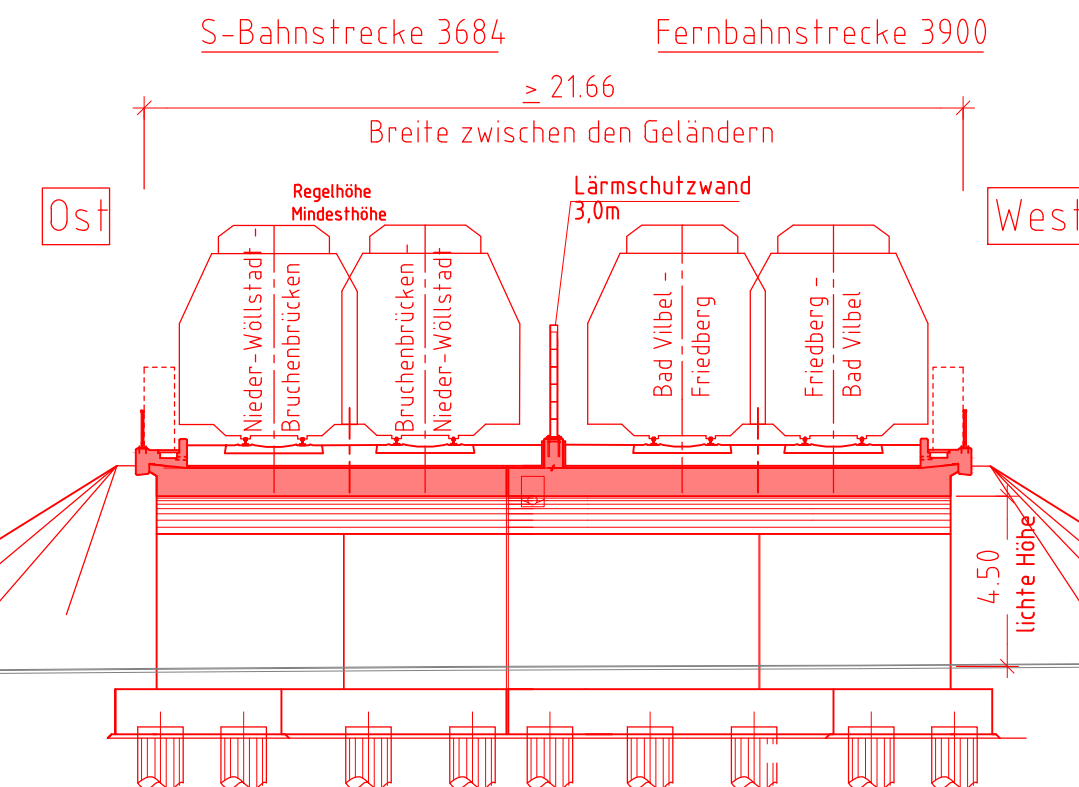 S-Bahnstrecke 3684
Fernbahnstrecke 3900
≥ 21.66
Breite zwischen den Geländern
Ost
Regelhöhe
Mindesthöhe
Lärmschutzwand
3,0m
West
Nieder-Wöllstadt -
Bruchenbrücken
Bruchenbrücken -
Nieder-Wöllstadt
Bad Vilbel -
Friedberg
Friedberg -
Bad Vilbel
4.50
lichte Höhe